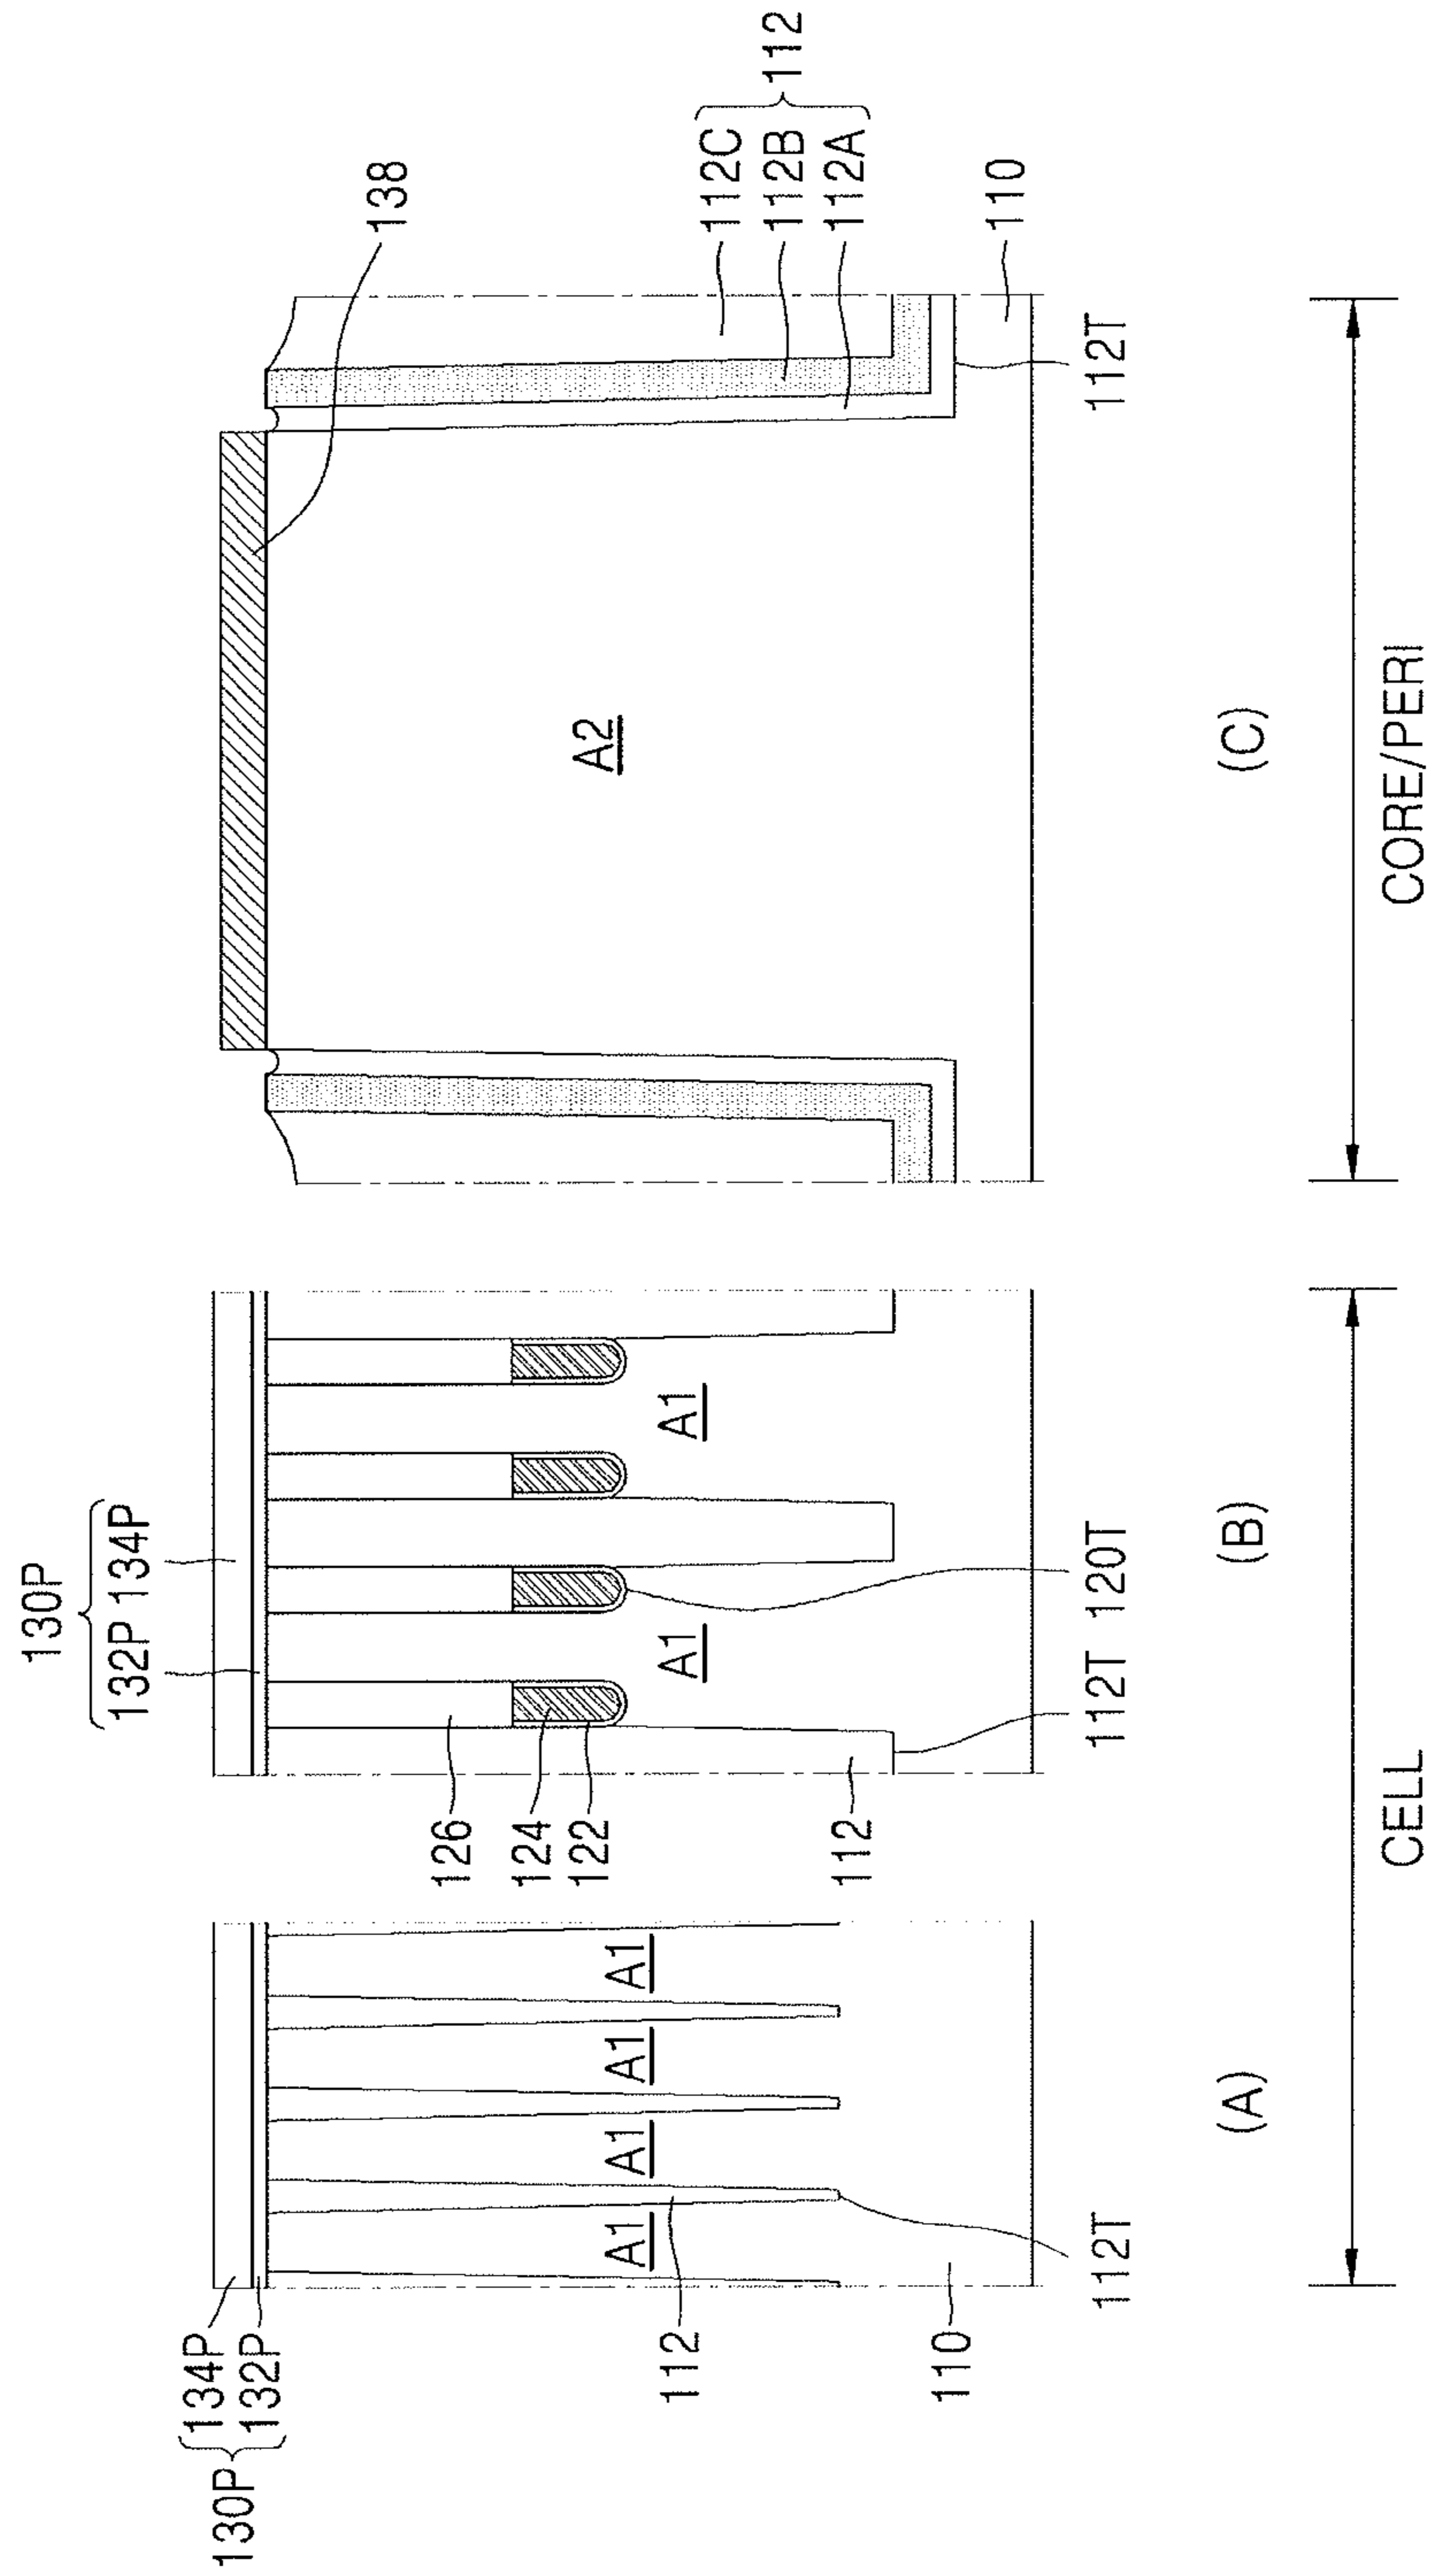 130P { 134P
132P
112
110
A1
A1
A1
A1
112T
(A)
130P
132P 134P
126
124
122
112
A1
A1
112T
120T
(B)
CELL
138
A2
112C
112B
112A
} 112
110
112T
(C)
CORE/PERI